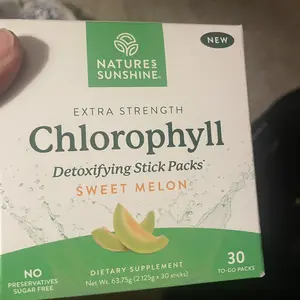 NATURES
SUNSHINE®
NEW
EXTRA STRENGTH
Chlorophyll
Detoxifying Stick Packs*
SWEET MELON
NO
PRESERVATIVES
SUGAR FREE
DIETARY SUPPLEMENT
Net Wt. 63.75g (2.125g x 30 sticks)
30
TO-GO PACKS